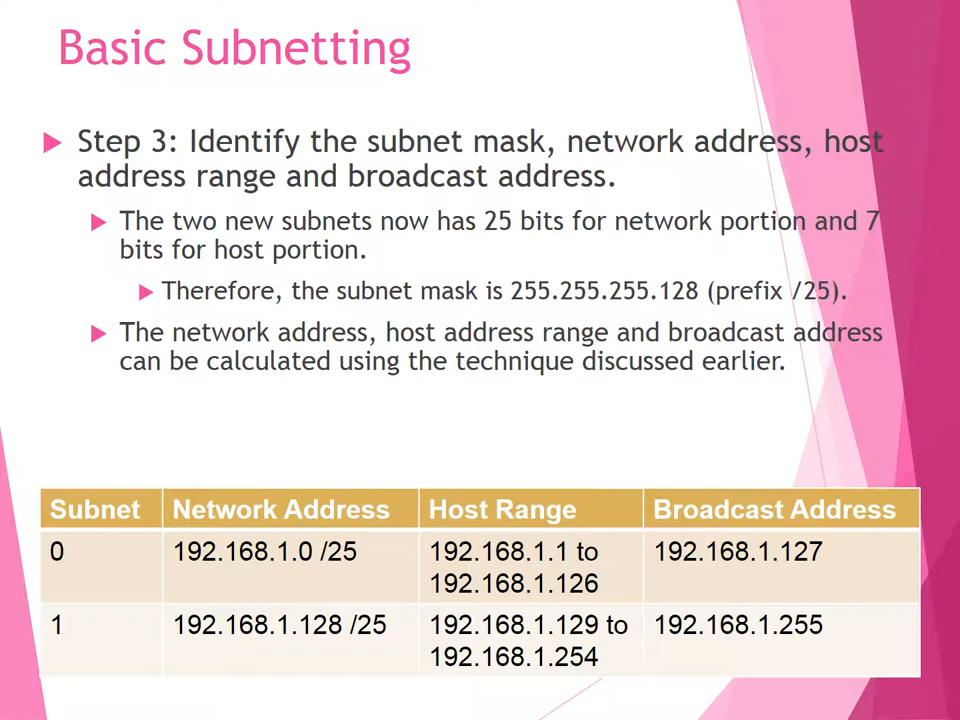 Basic Subnetting
Step 3: Identify the subnet mask, network address, host
address range and broadcast address.
The two new subnets now has 25 bits for network portion and 7
bits for host portion.
Therefore, the subnet mask is 255.255.255.128 (prefix /25).
The network address, host address range and broadcast address
can be calculated using the technique discussed earlier.
Subnet Network Address Host Range Broadcast Address
0 192.168.1.0 /25 192.168.1.1 to 192.168.1.127
192.168.1.126
1 192.168.1.128 /25 192.168.1.129 to 192.168.1.255
192.168.1.254